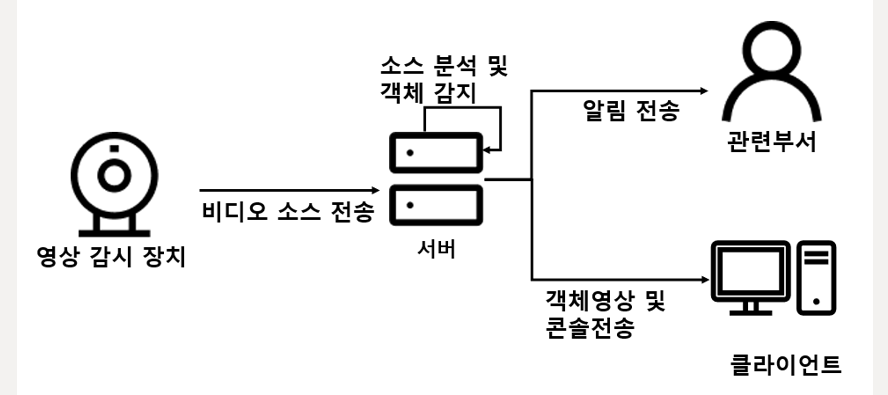 소스 분석 및
객체 감지
알림 전송
관련부서
비디오 소스 전송
영상 감시 장치
서버
객체영상 및
콘솔전송
클라이언트